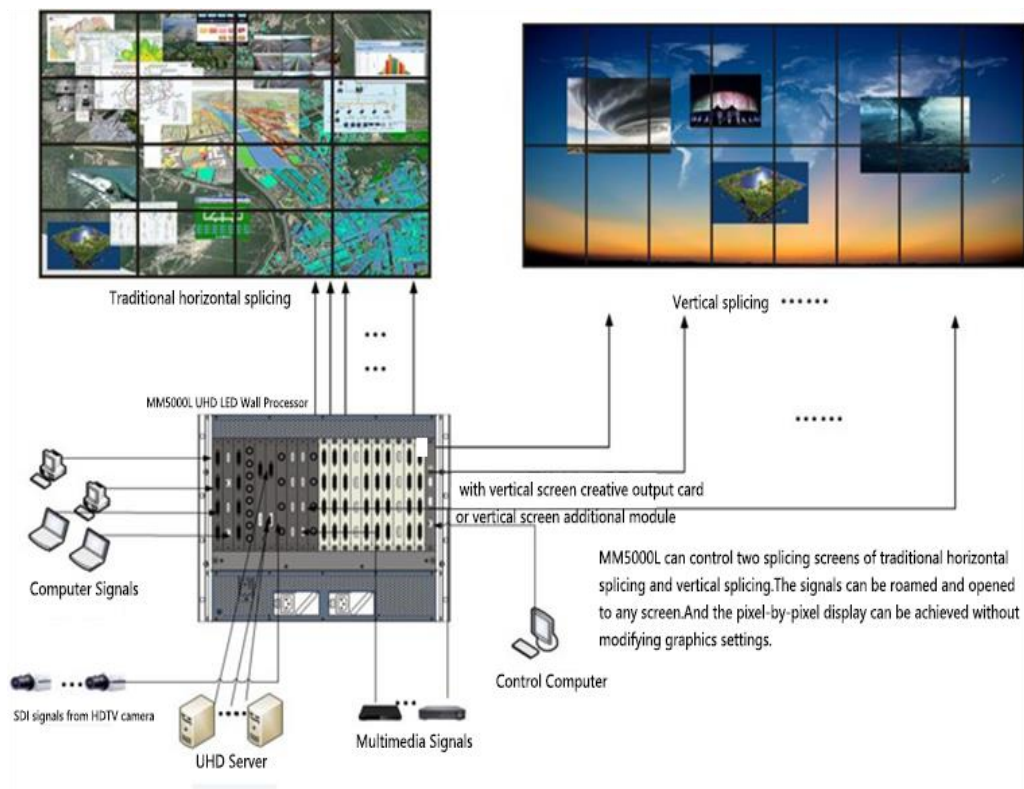 Traditional horizontal splicing
Vertical splicing ······
···
···
······
MM5000L UHD LED Wall Processor
with vertical screen creative output card
or vertical screen additional module
Computer Signals
MM5000L can control two splicing screens of traditional horizontal
splicing and vertical splicing.The signals can be roamed and opened
to any screen.And the pixel-by-pixel display can be achieved without
modifying graphics settings.
Control Computer
SDI signals from HDTV camera
Multimedia Signals
UHD Server